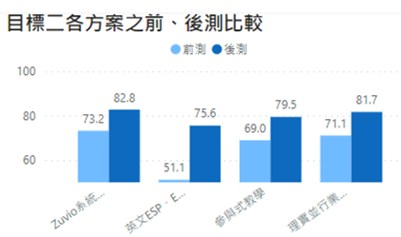 目標二各方案之前、後測比較
前測 後測
100
80
60
73.2 82.8
51.1 75.6
69.0 79.5
71.1 81.7
Zuvio系統...
英文ESP、E...
參與式教學
理實並行業...